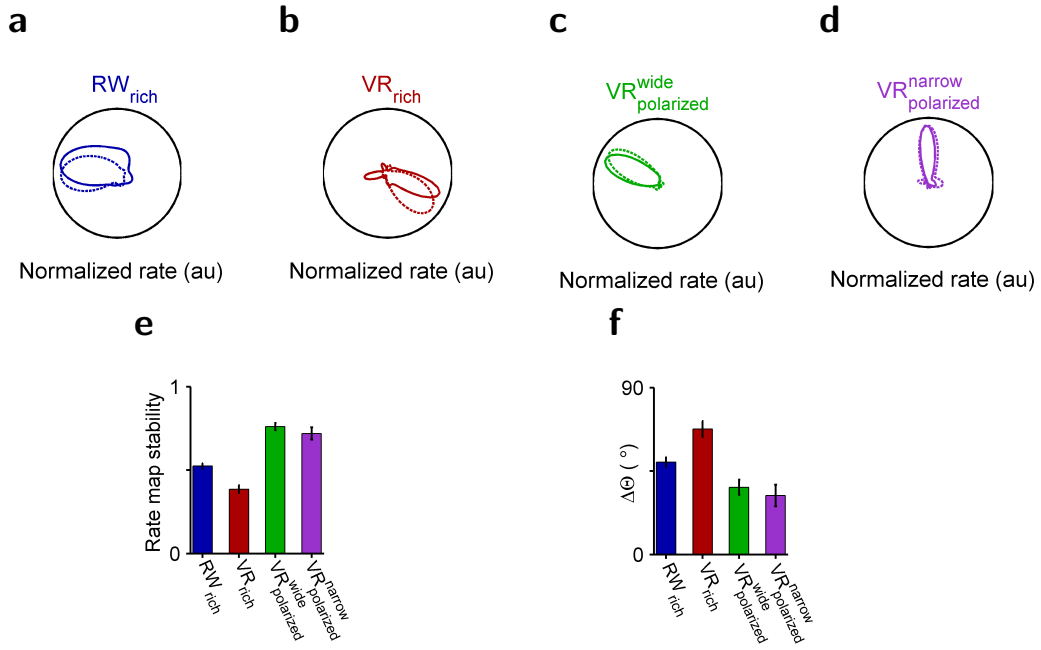 a
b
c
d
RW rich
VR rich
VR wide polarized
VR narrow polarized
Normalized rate (au)
Normalized rate (au)
Normalized rate (au)
Normalized rate (au)
e
f
1
0
Rate map stability
RW rich
VR rich
VR wide polarized
VR narrow polarized
90
0
ΔΘ ( °)
RW rich
VR rich
VR wide polarized
VR narrow polarized